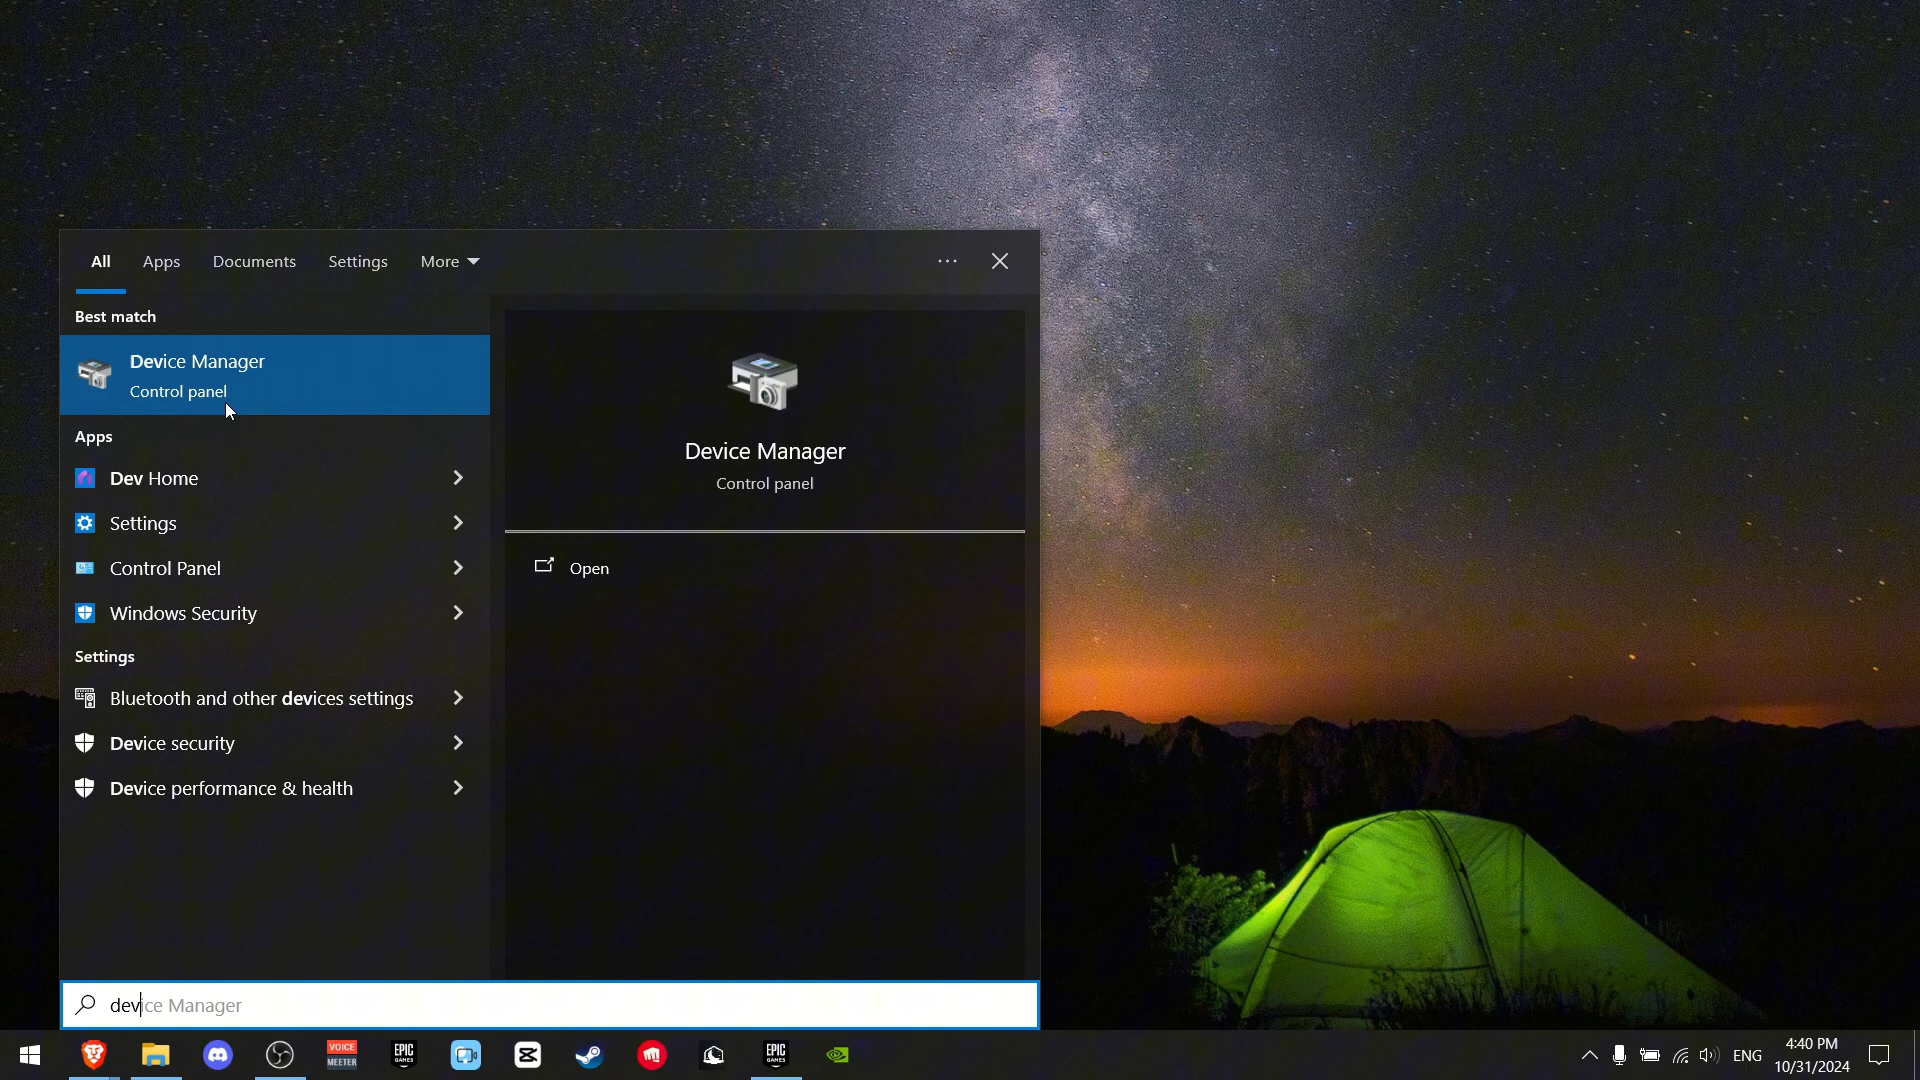 All Apps Documents Settings More
Best match
Device Manager
Control panel
Apps
Dev Home
Settings
Control Panel
Windows Security
Settings
Bluetooth and other devices settings
Device security
Device performance & health
Device Manager
Control panel
Open
device Manager
VOICE
MEETER
EPIC
GAMES
EPIC
GAMES
ENG
4:40 PM
10/31/2024